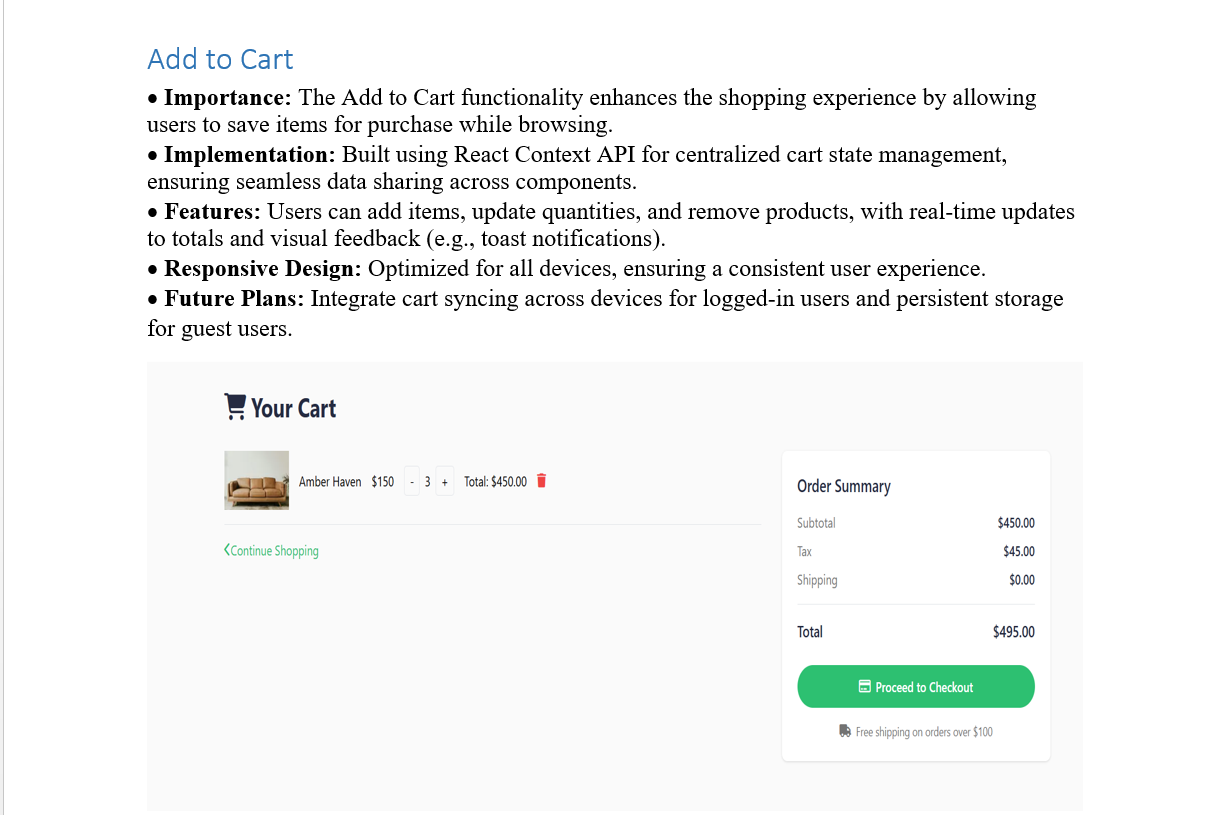 Add to Cart
• Importance: The Add to Cart functionality enhances the shopping experience by allowing
users to save items for purchase while browsing.
• Implementation: Built using React Context API for centralized cart state management,
ensuring seamless data sharing across components.
• Features: Users can add items, update quantities, and remove products, with real-time updates
to totals and visual feedback (e.g., toast notifications).
• Responsive Design: Optimized for all devices, ensuring a consistent user experience.
• Future Plans: Integrate cart syncing across devices for logged-in users and persistent storage
for guest users.
Your Cart
Amber Haven $150 - 3 + Total: $450.00
Continue Shopping
Order Summary
Subtotal $450.00
Tax $45.00
Shipping $0.00
Total $495.00
Proceed to Checkout
Free shipping on orders over $100